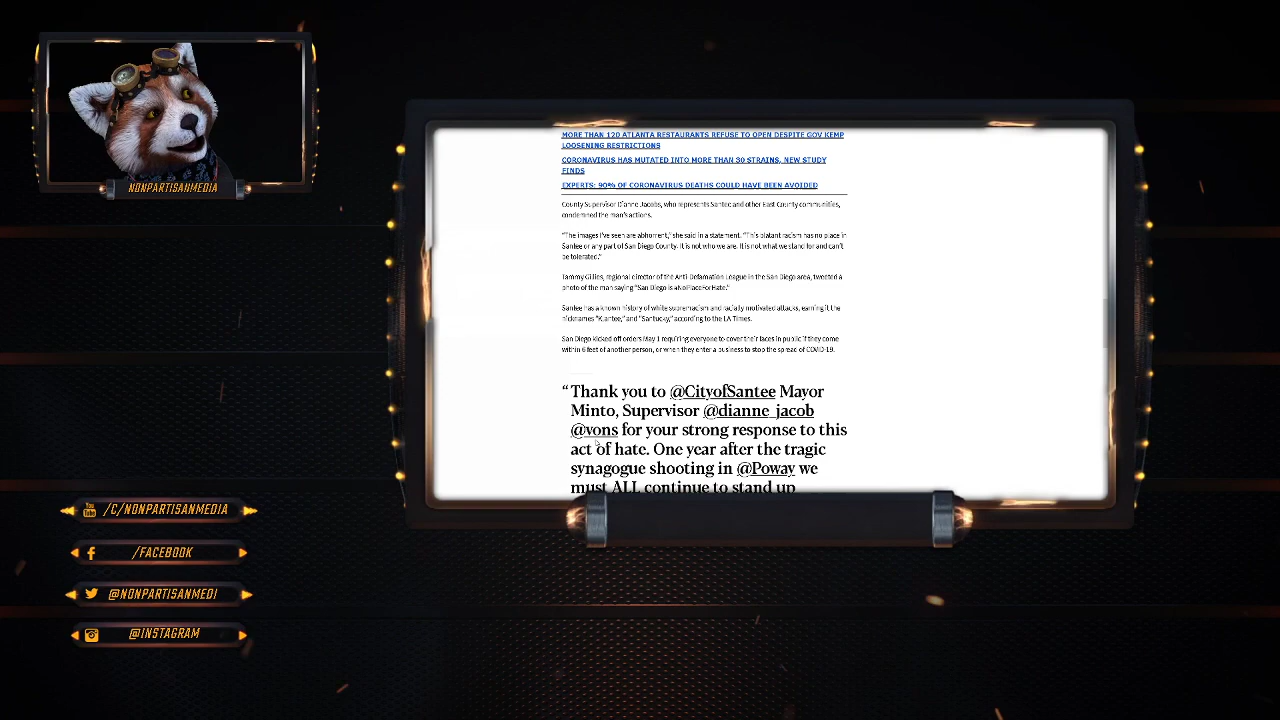 NONPARTISANMEDIA
MORE THAN 120 ATLANTA RESTAURANTS REFUSE TO OPEN DESPITE GOV KEMP
LOOSENING RESTRICTIONS
CORONAVIRUS HAS MUTATED INTO MORE THAN 30 STRAINS, NEW STUDY
FINDS
EXPERTS: 90% OF CORONAVIRUS DEATHS COULD HAVE BEEN AVOIDED
County Supervisor Dianne Jacobs, who represents Santee and other East County communities,
condemned the man's actions.
"The images I've seen are abhorrent," she said in a statement. "This blatant racism has no place in
Santee or any part of San Diego County. It is not who we are. It is not what we stand for and can't
be tolerated."
Tammy Gillies, regional director of the Anti-Defamation League in the San Diego area, tweeted a
photo of the man saying "San Diego is #NoPlaceForHate."
Santee has a known history of white supremacism and racially motivated attacks, earning it the
nicknames "Klantee," and "Santucky," according to the LA Times.
San Diego kicked off orders May 1 requiring everyone to cover their faces in public if they come
within 6 feet of another person, or when they enter a business to stop the spread of COVID-19.
“Thank you to @CityofSantee Mayor
Minto, Supervisor @dianne_jacob
@vons for your strong response to this
act of hate. One year after the tragic
synagogue shooting in @Poway we
must ALL continue to stand up
You Tube /C/NONPARTISANMEDIA
/FACEBOOK
@NONPARTISANMEDI
@INSTAGRAM